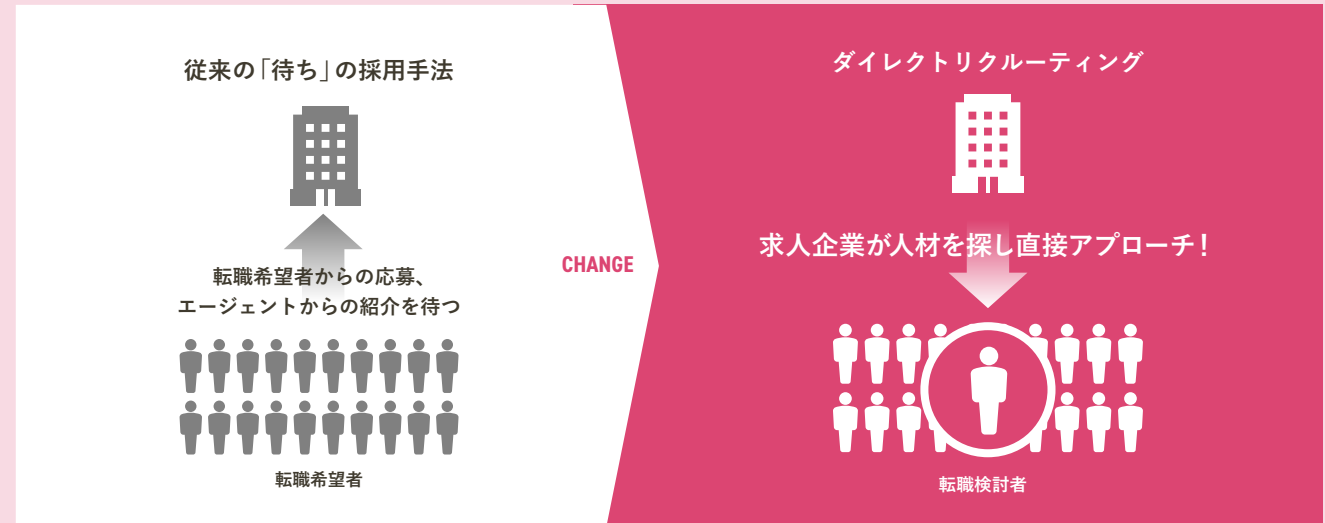 従来の「待ち」の採用手法
転職希望者からの応募、
エージェントからの紹介を待つ
転職希望者
CHANGE
ダイレクトリクルーティング
求人企業が人材を探し直接アプローチ！
転職検討者